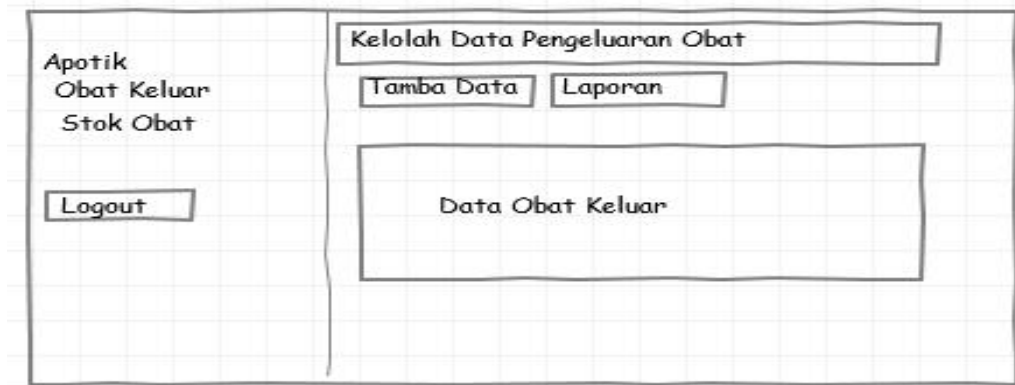 Apotik
Obat Keluar
Stok Obat
Logout
Kelolah Data Pengeluaran Obat
Tamba Data
Laporan
Data Obat Keluar